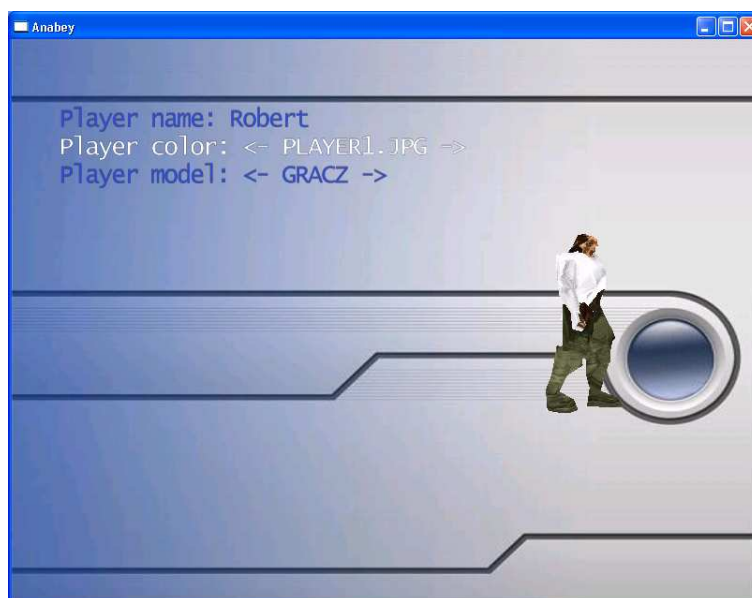 Anabey
Player name: Robert
Player color: <- PLAYER1.JPG ->
Player model: <- GRACZ ->